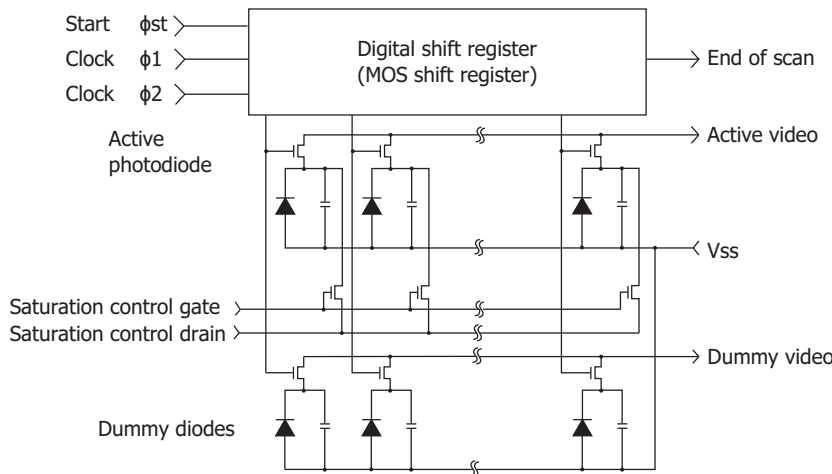 Start ϕst
Clock ϕ1
Clock ϕ2
Digital shift register
(MOS shift register)
End of scan
Active
photodiode
Active video
Vss
Saturation control gate
Saturation control drain
Dummy video
Dummy diodes